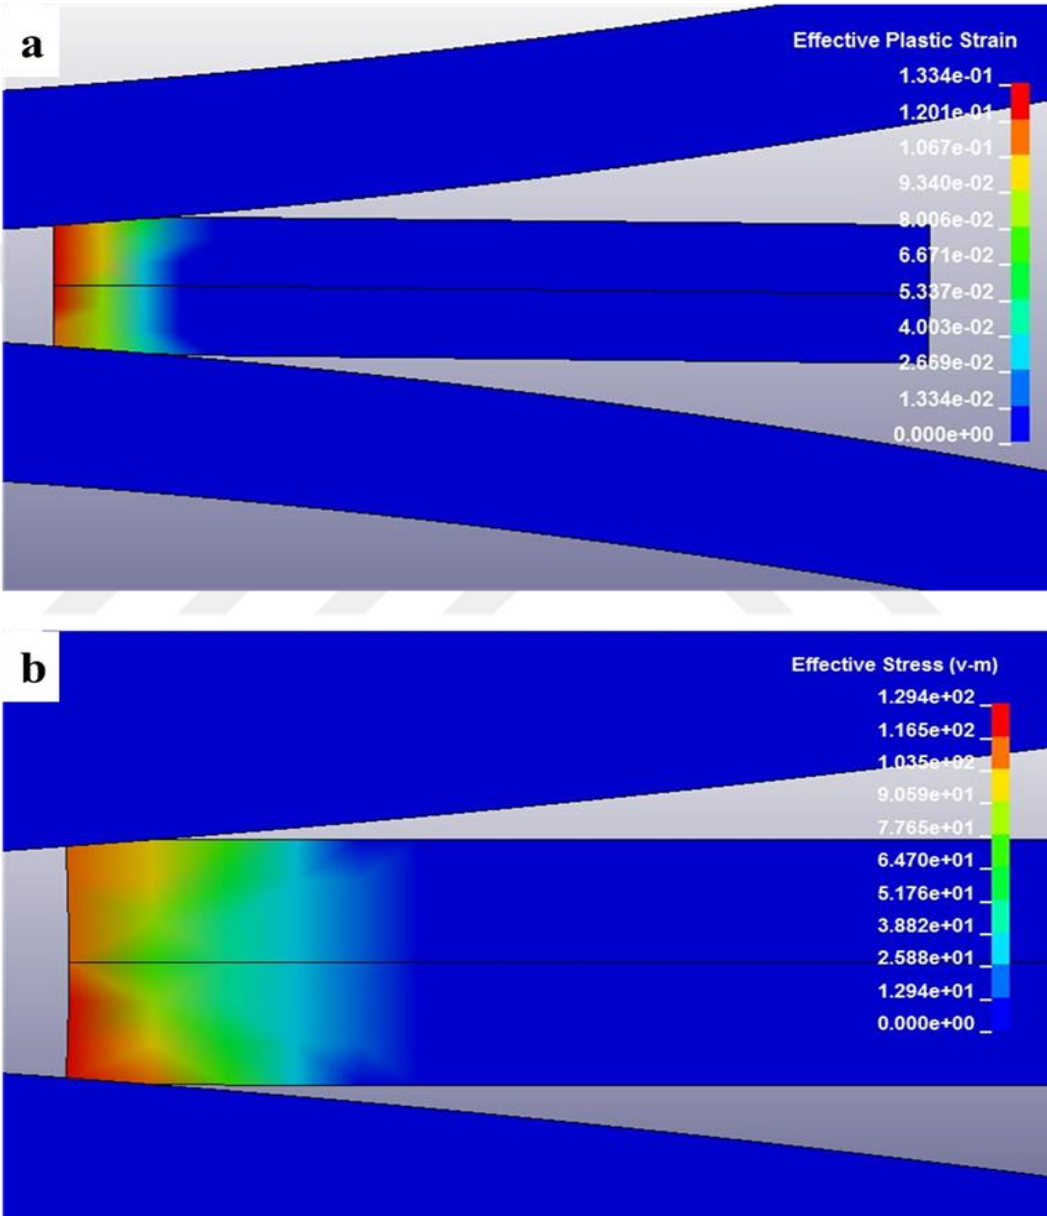 a
Effective Plastic Strain
1.334e-01
1.201e-01
1.067e-01
9.340e-02
8.006e-02
6.671e-02
5.337e-02
4.003e-02
2.669e-02
1.334e-02
0.000e+00
b
Effective Stress (v-m)
1.294e+02
1.165e+02
1.035e+02
9.059e+01
7.765e+01
6.470e+01
5.176e+01
3.882e+01
2.588e+01
1.294e+01
0.000e+00